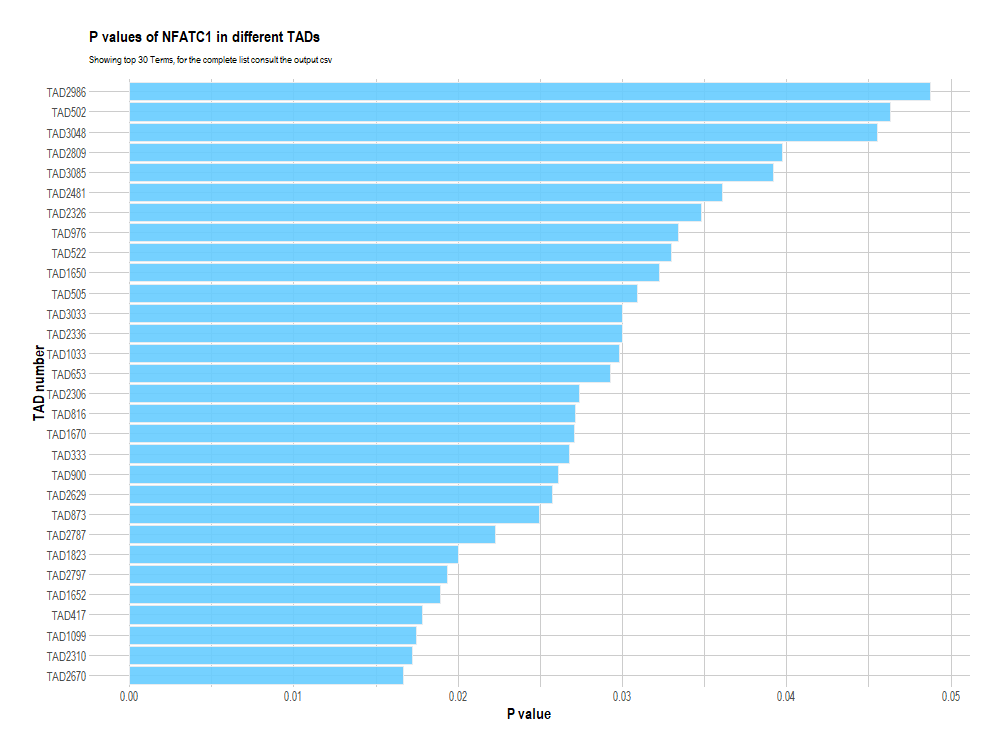 P values of NFATC1 in different TADs
Showing top 30 Terms, for the complete list consult the output csv
TAD number
TAD2986
TAD502
TAD3048
TAD2809
TAD3085
TAD2481
TAD2326
TAD976
TAD522
TAD1650
TAD505
TAD3033
TAD2336
TAD1033
TAD653
TAD2306
TAD816
TAD1670
TAD333
TAD900
TAD2629
TAD873
TAD2787
TAD1823
TAD2797
TAD1652
TAD417
TAD1099
TAD2310
TAD2670
0.00 0.01 0.02 0.03 0.04 0.05
P value